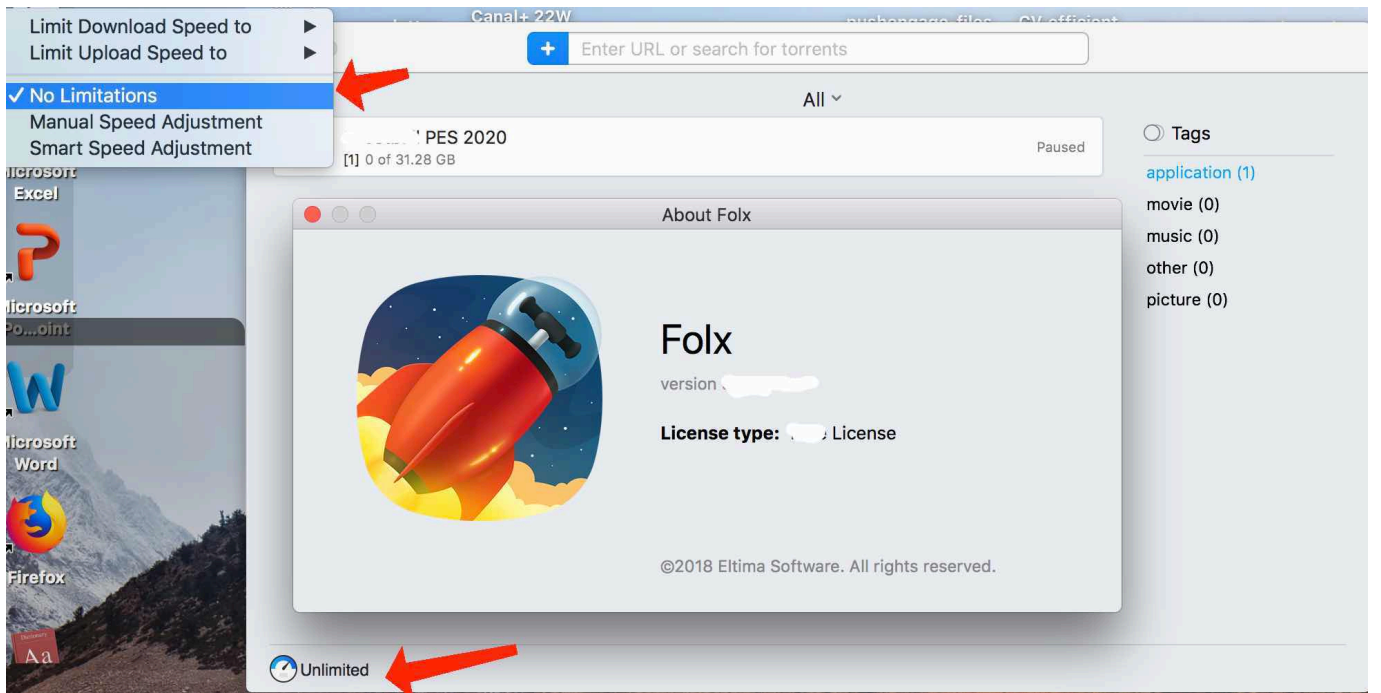 Canal+ 22W
Limit Download Speed to
Limit Upload Speed to
✓ No Limitations
Manual Speed Adjustment
Smart Speed Adjustment
+ Enter URL or search for torrents
All
PES 2020
[1] 0 of 31.28 GB
Paused
Tags
application (1)
movie (0)
music (0)
other (0)
picture (0)
Excel
Po...oint
Word
Firefox
Dictionary
Aa
About Folx
Folx
version
License type: License
©2018 Eltima Software. All rights reserved.
Unlimited